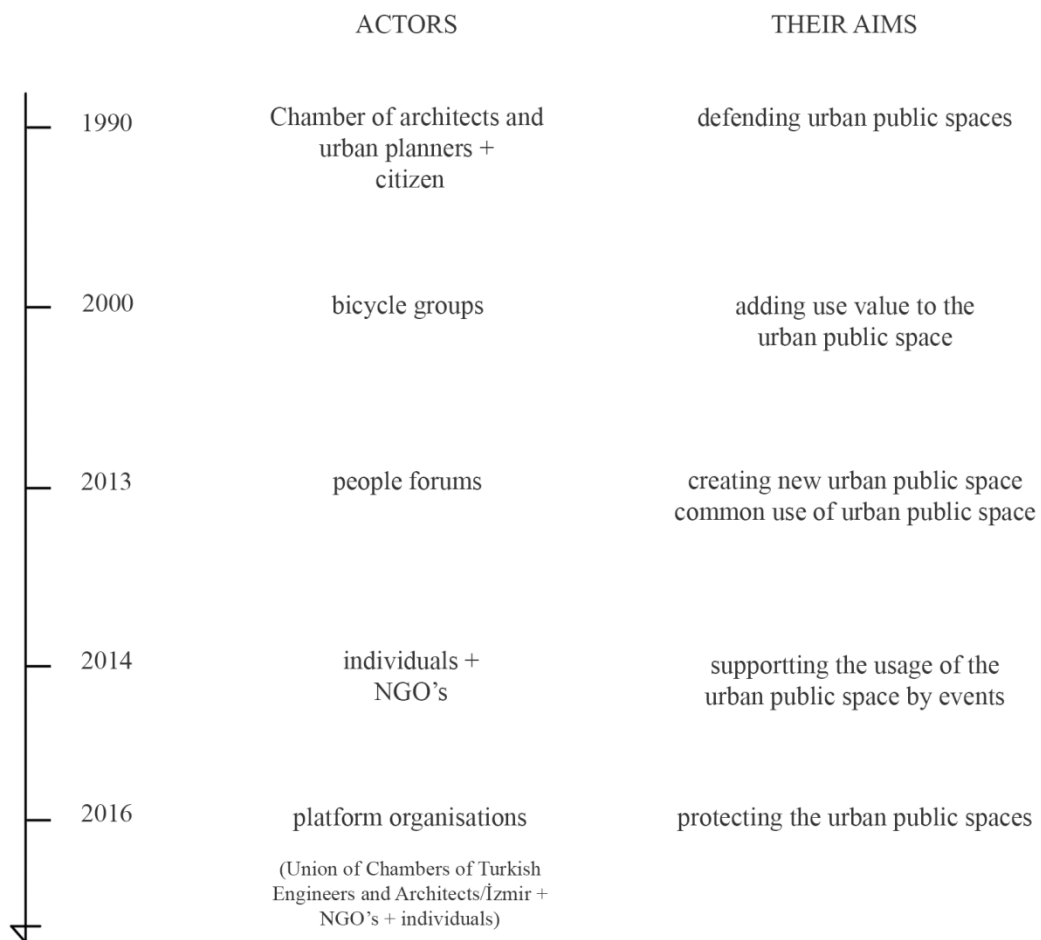 ACTORS THEIR AIMS
1990 Chamber of architects and defending urban public spaces
urban planners +
citizen
2000 bicycle groups adding use value to the
urban public space
2013 people forums creating new urban public space
common use of urban public space
2014 individuals + supportting the usage of the
NGO’s urban public space by events
2016 platform organisations protecting the urban public spaces
(Union of Chambers of Turkish
Engineers and Architects/İzmir +
NGO’s + individuals)